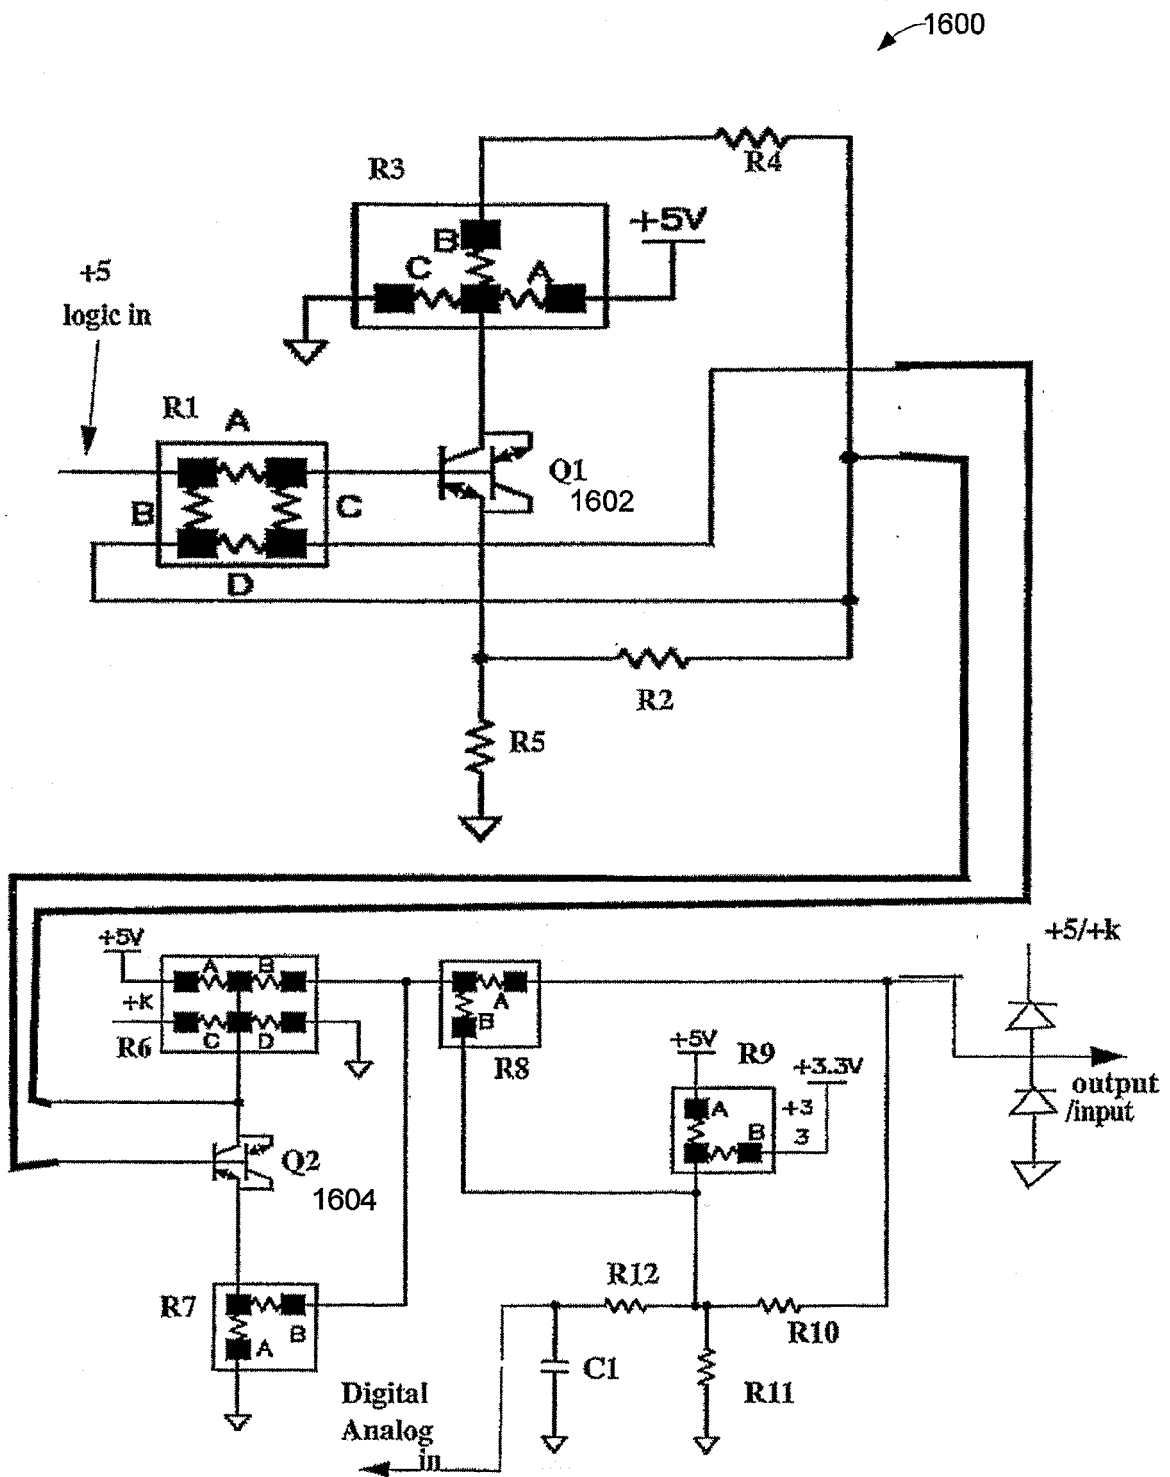 1600
R3
R4
B
+5V
C
A
+5
logic in
R1
A
Q1
1602
B
C
D
R2
R5
+5V
A
B
+K
C
D
R6
A
B
R8
+5V
R9
+3.3V
A
+3
B
3
+5/+k
output
/input
Q2
1604
R7
B
A
R12
R10
C1
R11
Digital
Analog
in